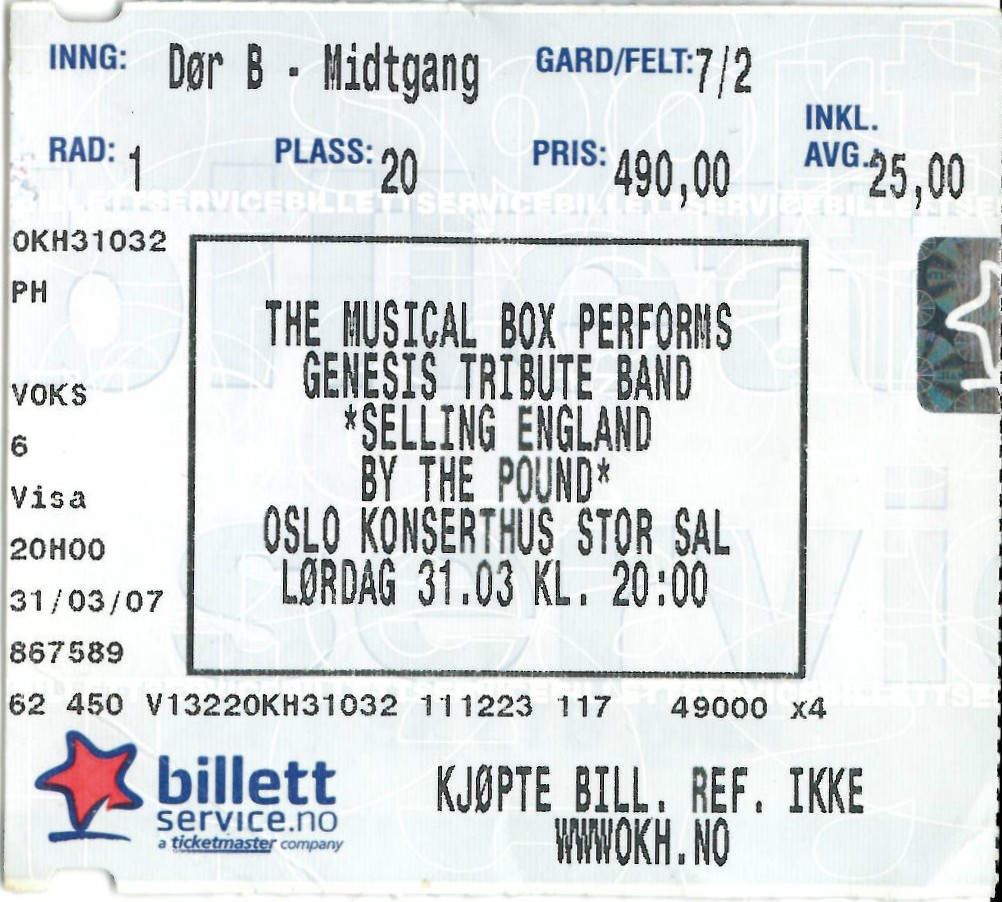 INNG: Dør B - Midtgang GARD/FELT: 7/2
RAD: 1 PLASS: 20 PRIS: 490,00 INKL. AVG.: 25,00
BILLETTSERVICEBILLETTSERVICEBILLETTSERVICEBILLETTSE
OKH31032
PH
VOKS
6
Visa
20H00
31/03/07
867589
THE MUSICAL BOX PERFORMS
GENESIS TRIBUTE BAND
*SELLING ENGLAND
BY THE POUND*
OSLO KONSERTHUS STOR SAL
LØRDAG 31.03 KL. 20:00
62 450 V13220KH31032 111223 117 49000 x4
billett
service.no
a ticketmaster company
KJØPTE BILL. REF. IKKE
WWWOKH.NO